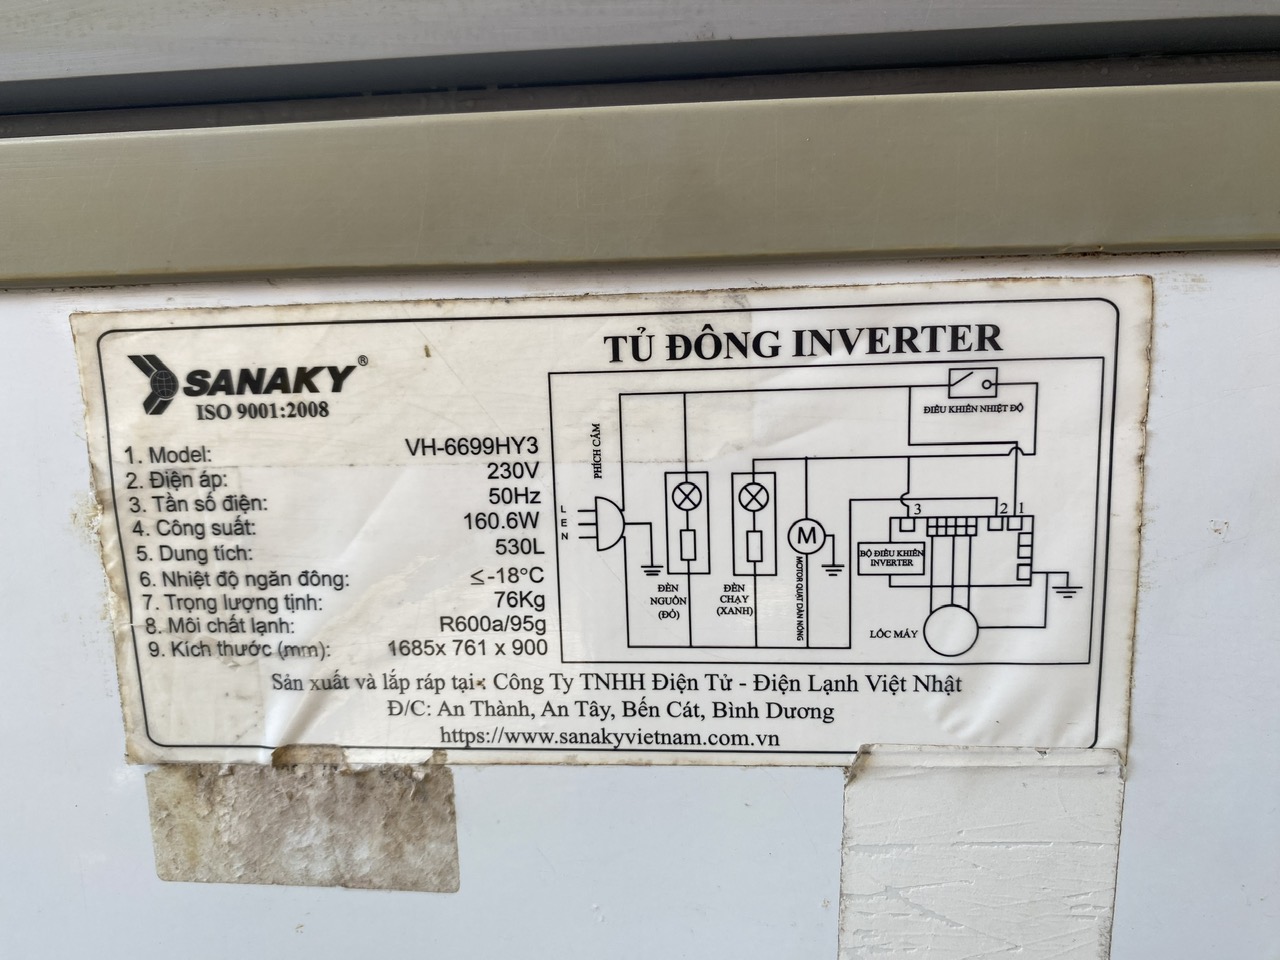 SANAKY®
ISO 9001:2008
TỦ ĐÔNG INVERTER
1. Model: VH-6699HY3
2. Điện áp: 230V
3. Tần số điện: 50Hz
4. Công suất: 160.6W
5. Dung tích: 530L
6. Nhiệt độ ngăn đông: ≤-18°C
7. Trọng lượng tịnh: 76Kg
8. Môi chất lạnh: R600a/95g
9. Kích thước (mm): 1685x 761 x 900
PHÍCH CẮM
L
E
N
ĐÈN
NGUỒN
(ĐỎ)
ĐÈN
CHẠY
(XANH)
M
MOTOR QUẠT DÀN NÓNG
ĐIỀU KHIỂN NHIỆT ĐỘ
3
2
1
BỘ ĐIỀU KHIỂN
INVERTER
LỐC MÁY
Sản xuất và lắp ráp tại : Công Ty TNHH Điện Tử - Điện Lạnh Việt Nhật
Đ/C: An Thành, An Tây, Bến Cát, Bình Dương
https://www.sanakyvietnam.com.vn